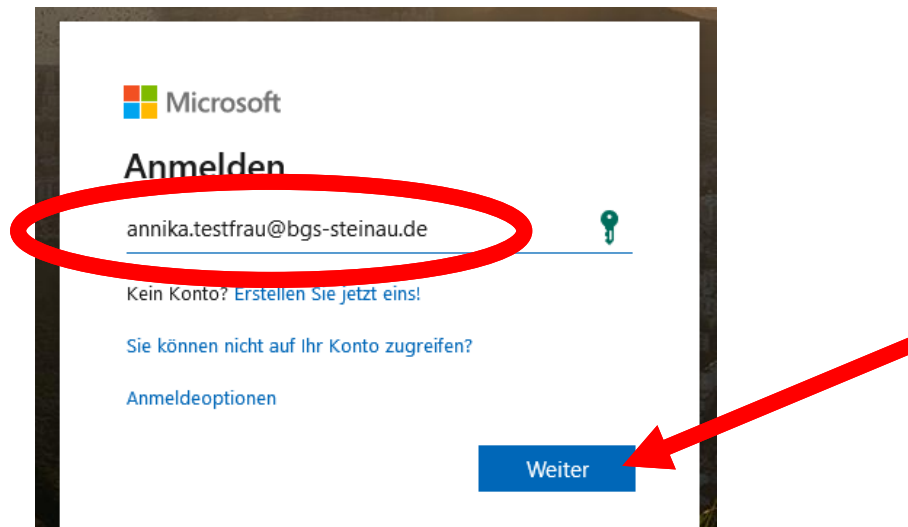 Microsoft
Anmelden
annika.testfrau@bgs-steinau.de
Kein Konto? Erstellen Sie jetzt eins!
Sie können nicht auf Ihr Konto zugreifen?
Anmeldeoptionen
Weiter